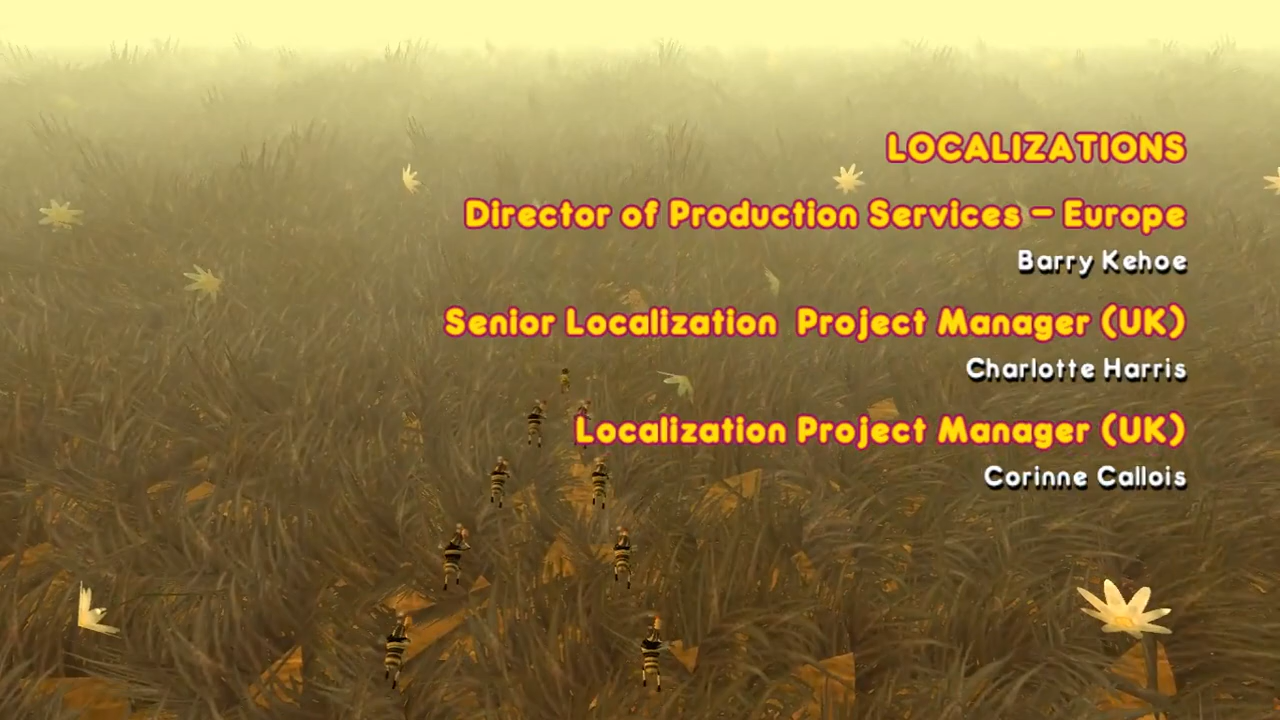 LOCALIZATIONS
Director of Production Services – Europe
Barry Kehoe
Senior Localization Project Manager (UK)
Charlotte Harris
Localization Project Manager (UK)
Corinne Callois